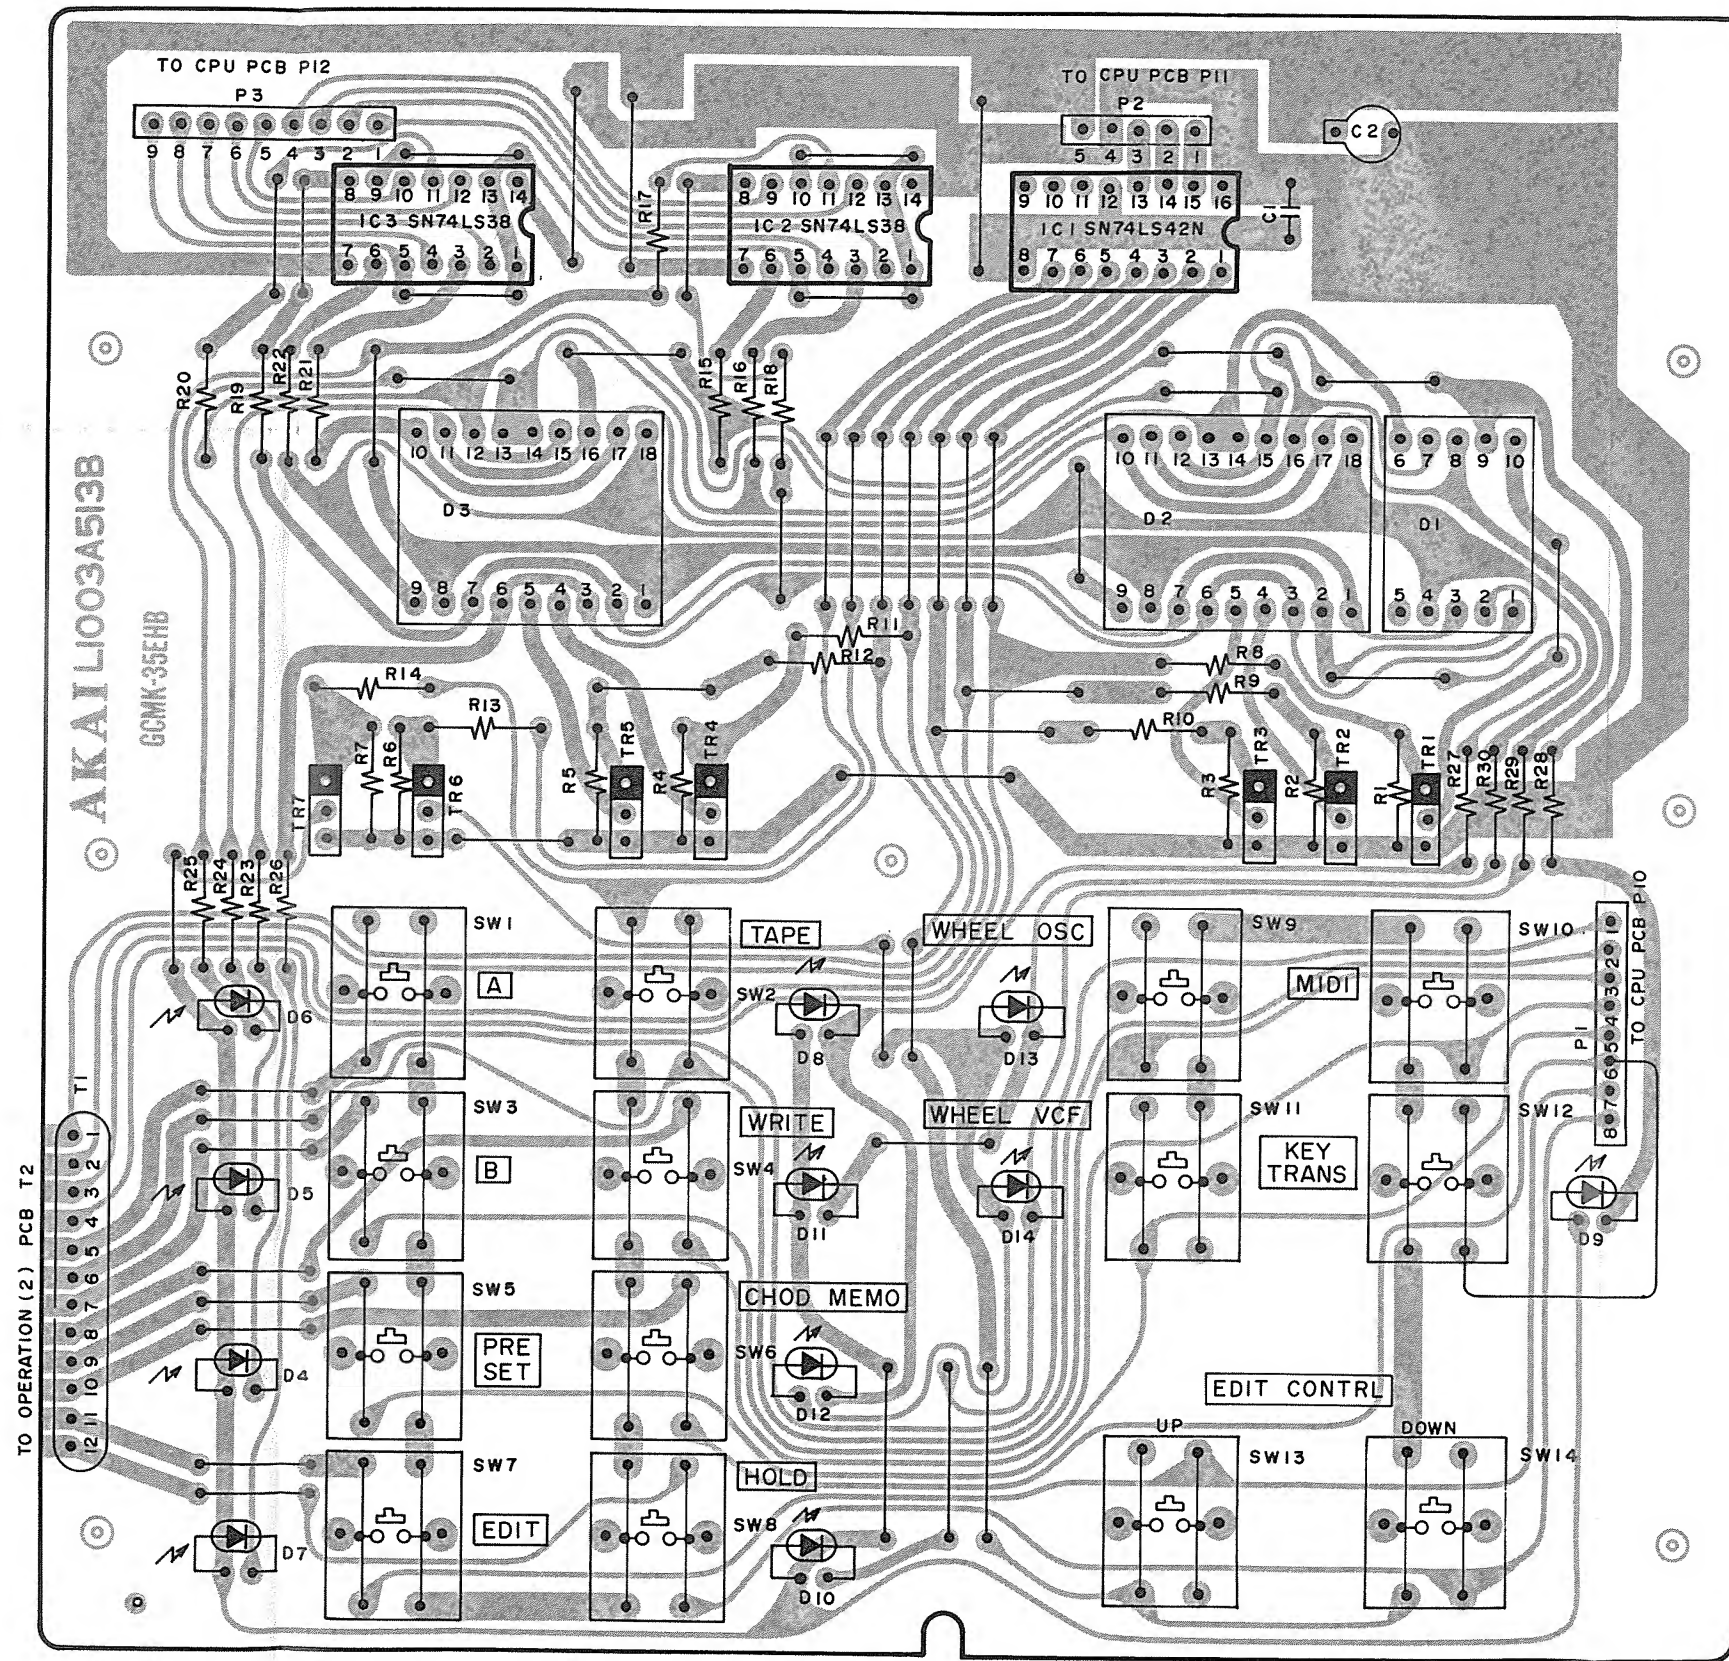 TO CPU PCB P12
P3
9 8 7 6 5 4 3 2 1
TO CPU PCB P11
P2
5 4 3 2 1
C2
8 9 10 11 12 13 14
IC3 SN74LS38
7 6 5 4 3 2 1
R17
8 9 10 11 12 13 14
IC2 SN74LS38
7 6 5 4 3 2 1
9 10 11 12 13 14 15 16
IC1 SN74LS42N
8 7 6 5 4 3 2 1
C1
R20
R19
R22
R21
R15
R16
R18
10 11 12 13 14 15 16 17 18
D3
9 8 7 6 5 4 3 2 1
10 11 12 13 14 15 16 17 18
D2
9 8 7 6 5 4 3 2 1
6 7 8 9 10
D1
5 4 3 2 1
AKAI L1003A513B
GCMK-35EHB
R11
R12
R14
R13
R8
R9
R10
TR7
R7
R6
TR6
R5
TR5
R4
TR4
R3
TR3
R2
TR2
R1
TR1
R27
R30
R29
R28
R25
R24
R23
R26
SW1
A
TAPE
SW2
WHEEL OSC
SW9
MIDI
SW10
D6
D8
D13
P1
1 2 3 4 5 6 7 8
TO CPU PCB P10
T1
1
2
3
4
5
6
7
8
9
10
11
12
TO OPERATION (2) PCB T2
SW3
B
WRITE
SW4
WHEEL VCF
SW11
KEY
TRANS
SW12
D5
D11
D14
D9
SW5
PRE
SET
CHOD MEMO
SW6
D4
D12
EDIT CONTRL
UP
DOWN
SW7
EDIT
HOLD
SW8
SW13
SW14
D7
D10